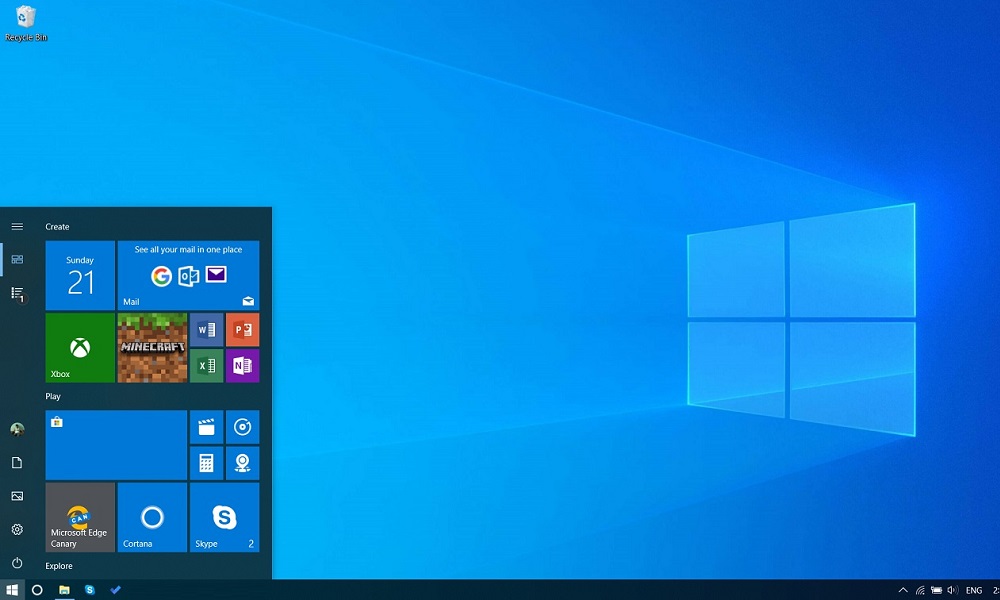 Recycle Bin
Create
Sunday
21
See all your mail in one place
Mail
Xbox
MINECRAFT
W
P
X
N
1
Play
CAN
Microsoft Edge
Canary
Cortana
Skype
2
Explore
ENG